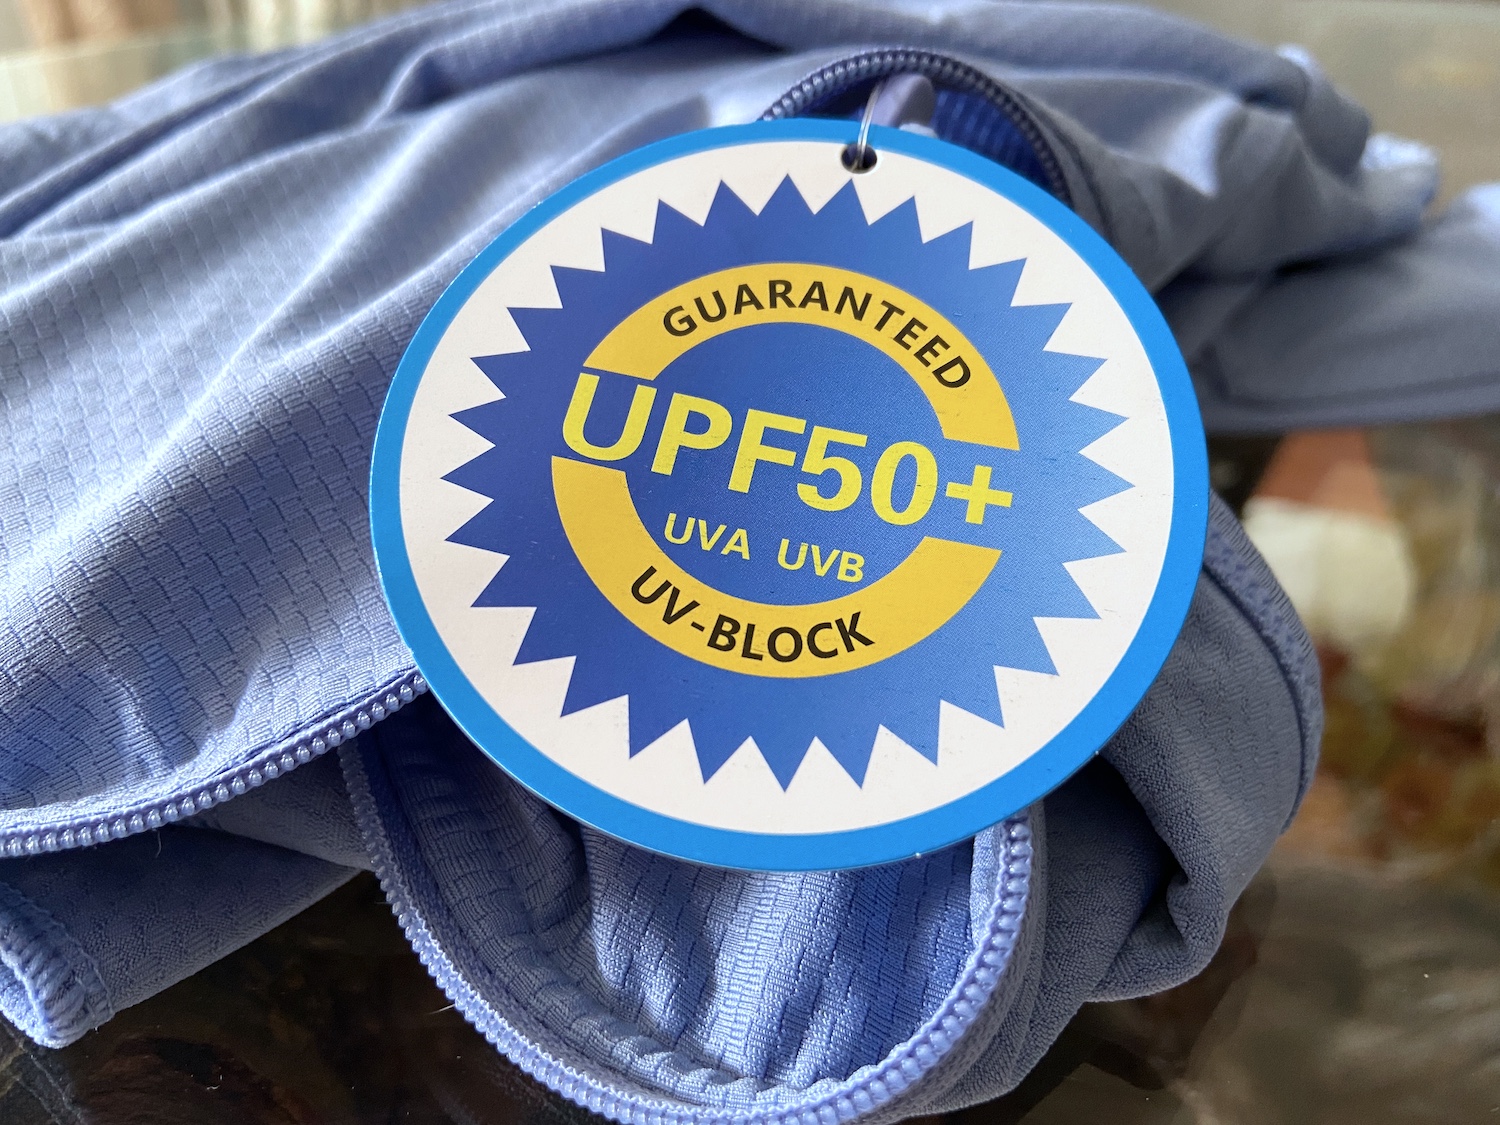 GUARANTEED
UPF50+
UVA UVB
UV-BLOCK